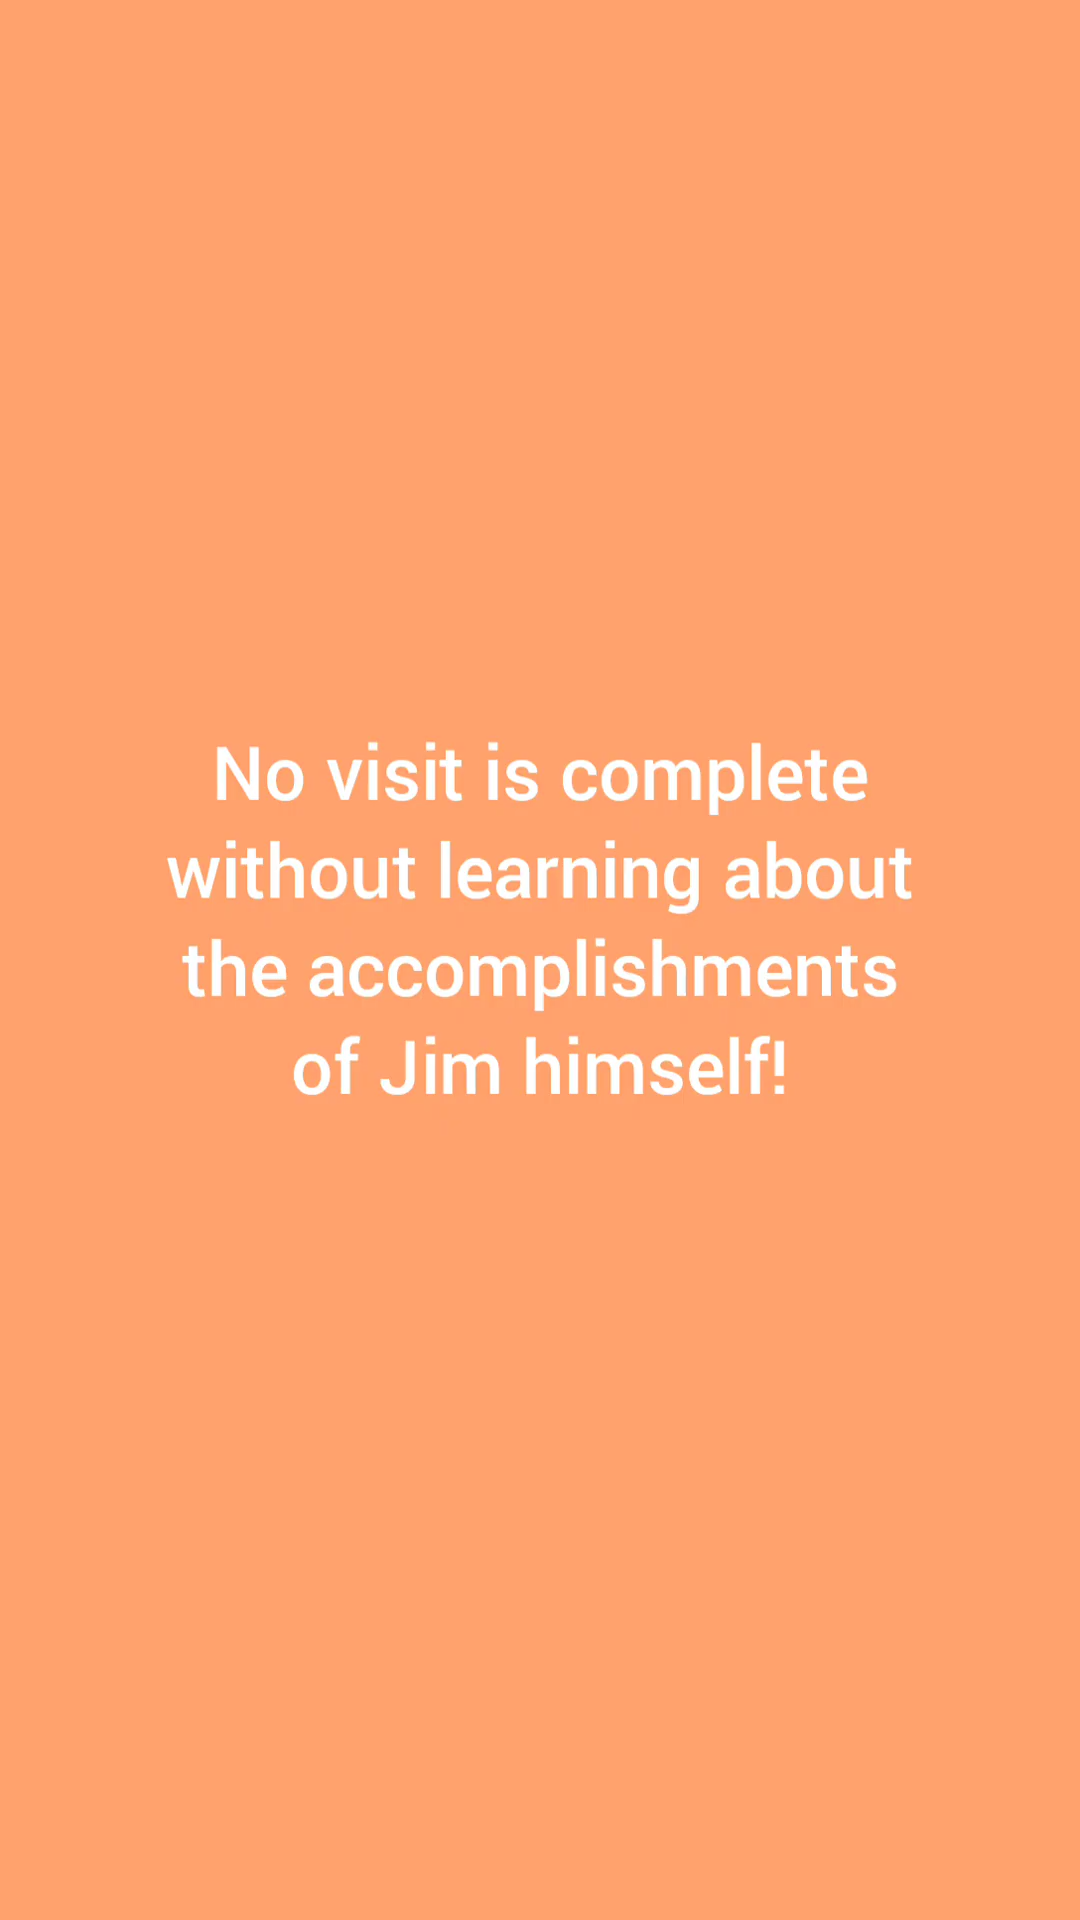 No visit is complete
without learning about
the accomplishments
of Jim himself!